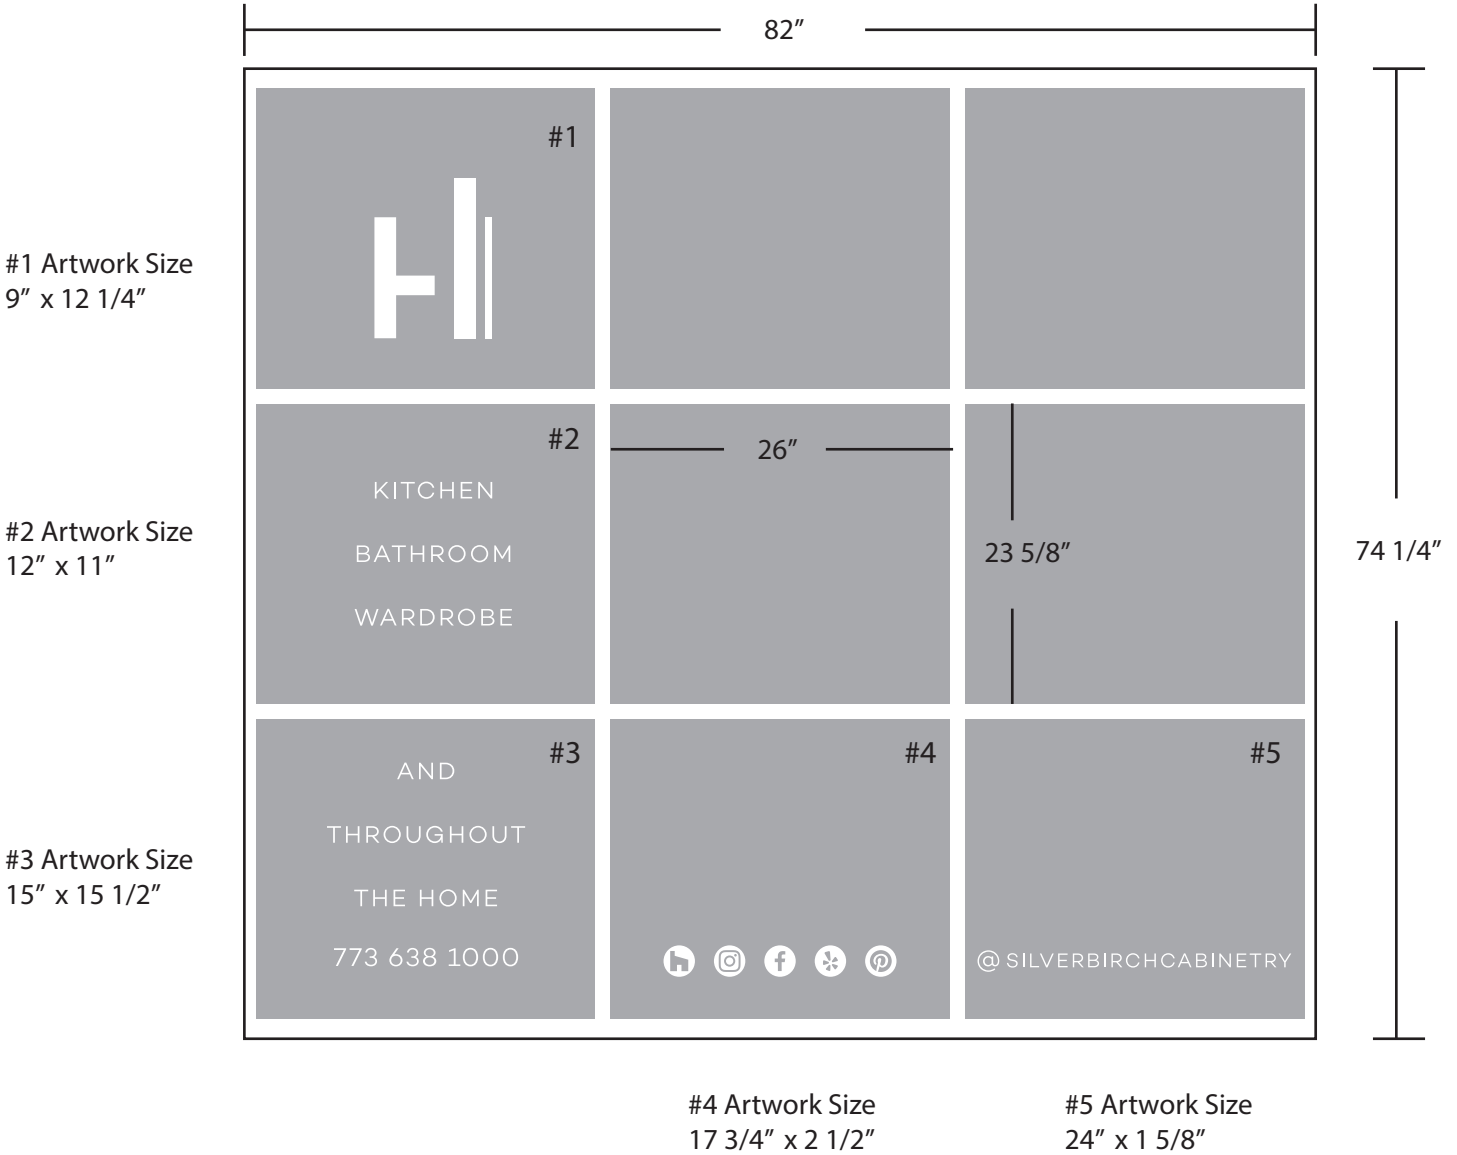 82”
#1
#1 Artwork Size
9” x 12 1/4”
#2
26”
KITCHEN
#2 Artwork Size
12” x 11”
BATHROOM
23 5/8”
74 1/4”
WARDROBE
#3
#4
#5
AND
THROUGHOUT
#3 Artwork Size
15” x 15 1/2”
THE HOME
773 638 1000
@SILVERBIRCHCABINETRY
#4 Artwork Size
17 3/4” x 2 1/2”
#5 Artwork Size
24” x 1 5/8”